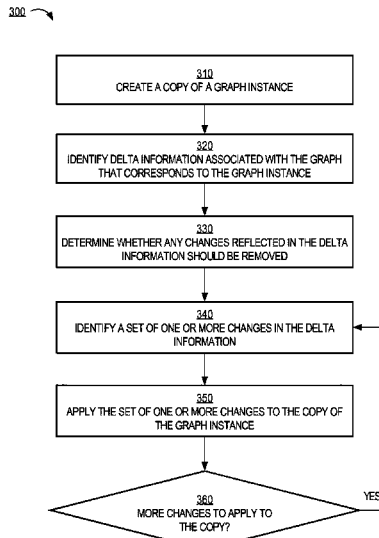 300
310
CREATE A COPY OF A GRAPH INSTANCE
320
IDENTIFY DELTA INFORMATION ASSOCIATED WITH THE GRAPH
THAT CORRESPONDS TO THE GRAPH INSTANCE
330
DETERMINE WHETHER ANY CHANGES REFLECTED IN THE DELTA
INFORMATION SHOULD BE REMOVED
340
IDENTIFY A SET OF ONE OR MORE CHANGES IN THE DELTA
INFORMATION
350
APPLY THE SET OF ONE OR MORE CHANGES TO THE COPY OF
THE GRAPH INSTANCE
360
MORE CHANGES TO APPLY TO
THE COPY?
YES